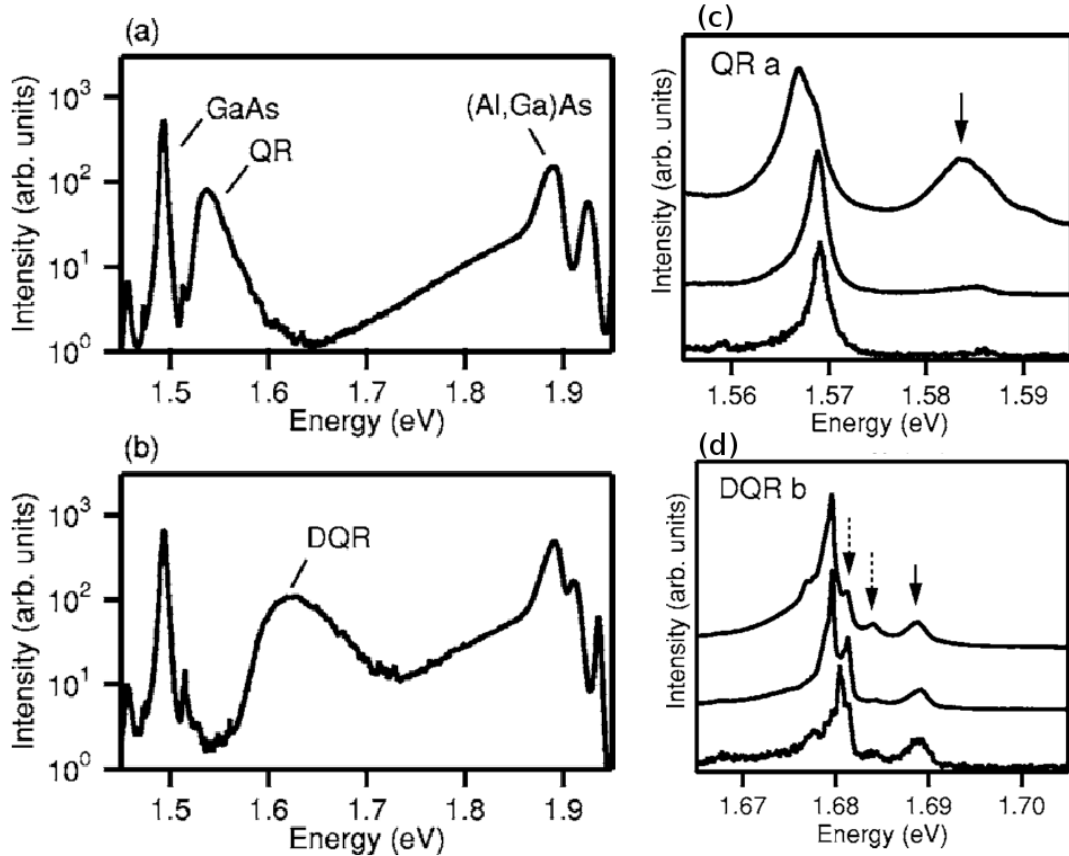 (a)
Intensity (arb. units)
10³
10²
10¹
10⁰
GaAs
QR
(Al,Ga)As
1.5 1.6 1.7 1.8 1.9
Energy (eV)
(b)
Intensity (arb. units)
10³
10²
10¹
10⁰
DQR
1.5 1.6 1.7 1.8 1.9
Energy (eV)
(c)
Intensity (arb. units)
QR a
1.56 1.57 1.58 1.59
Energy (eV)
(d)
Intensity (arb. units)
DQR b
1.67 1.68 1.69 1.70
Energy (eV)